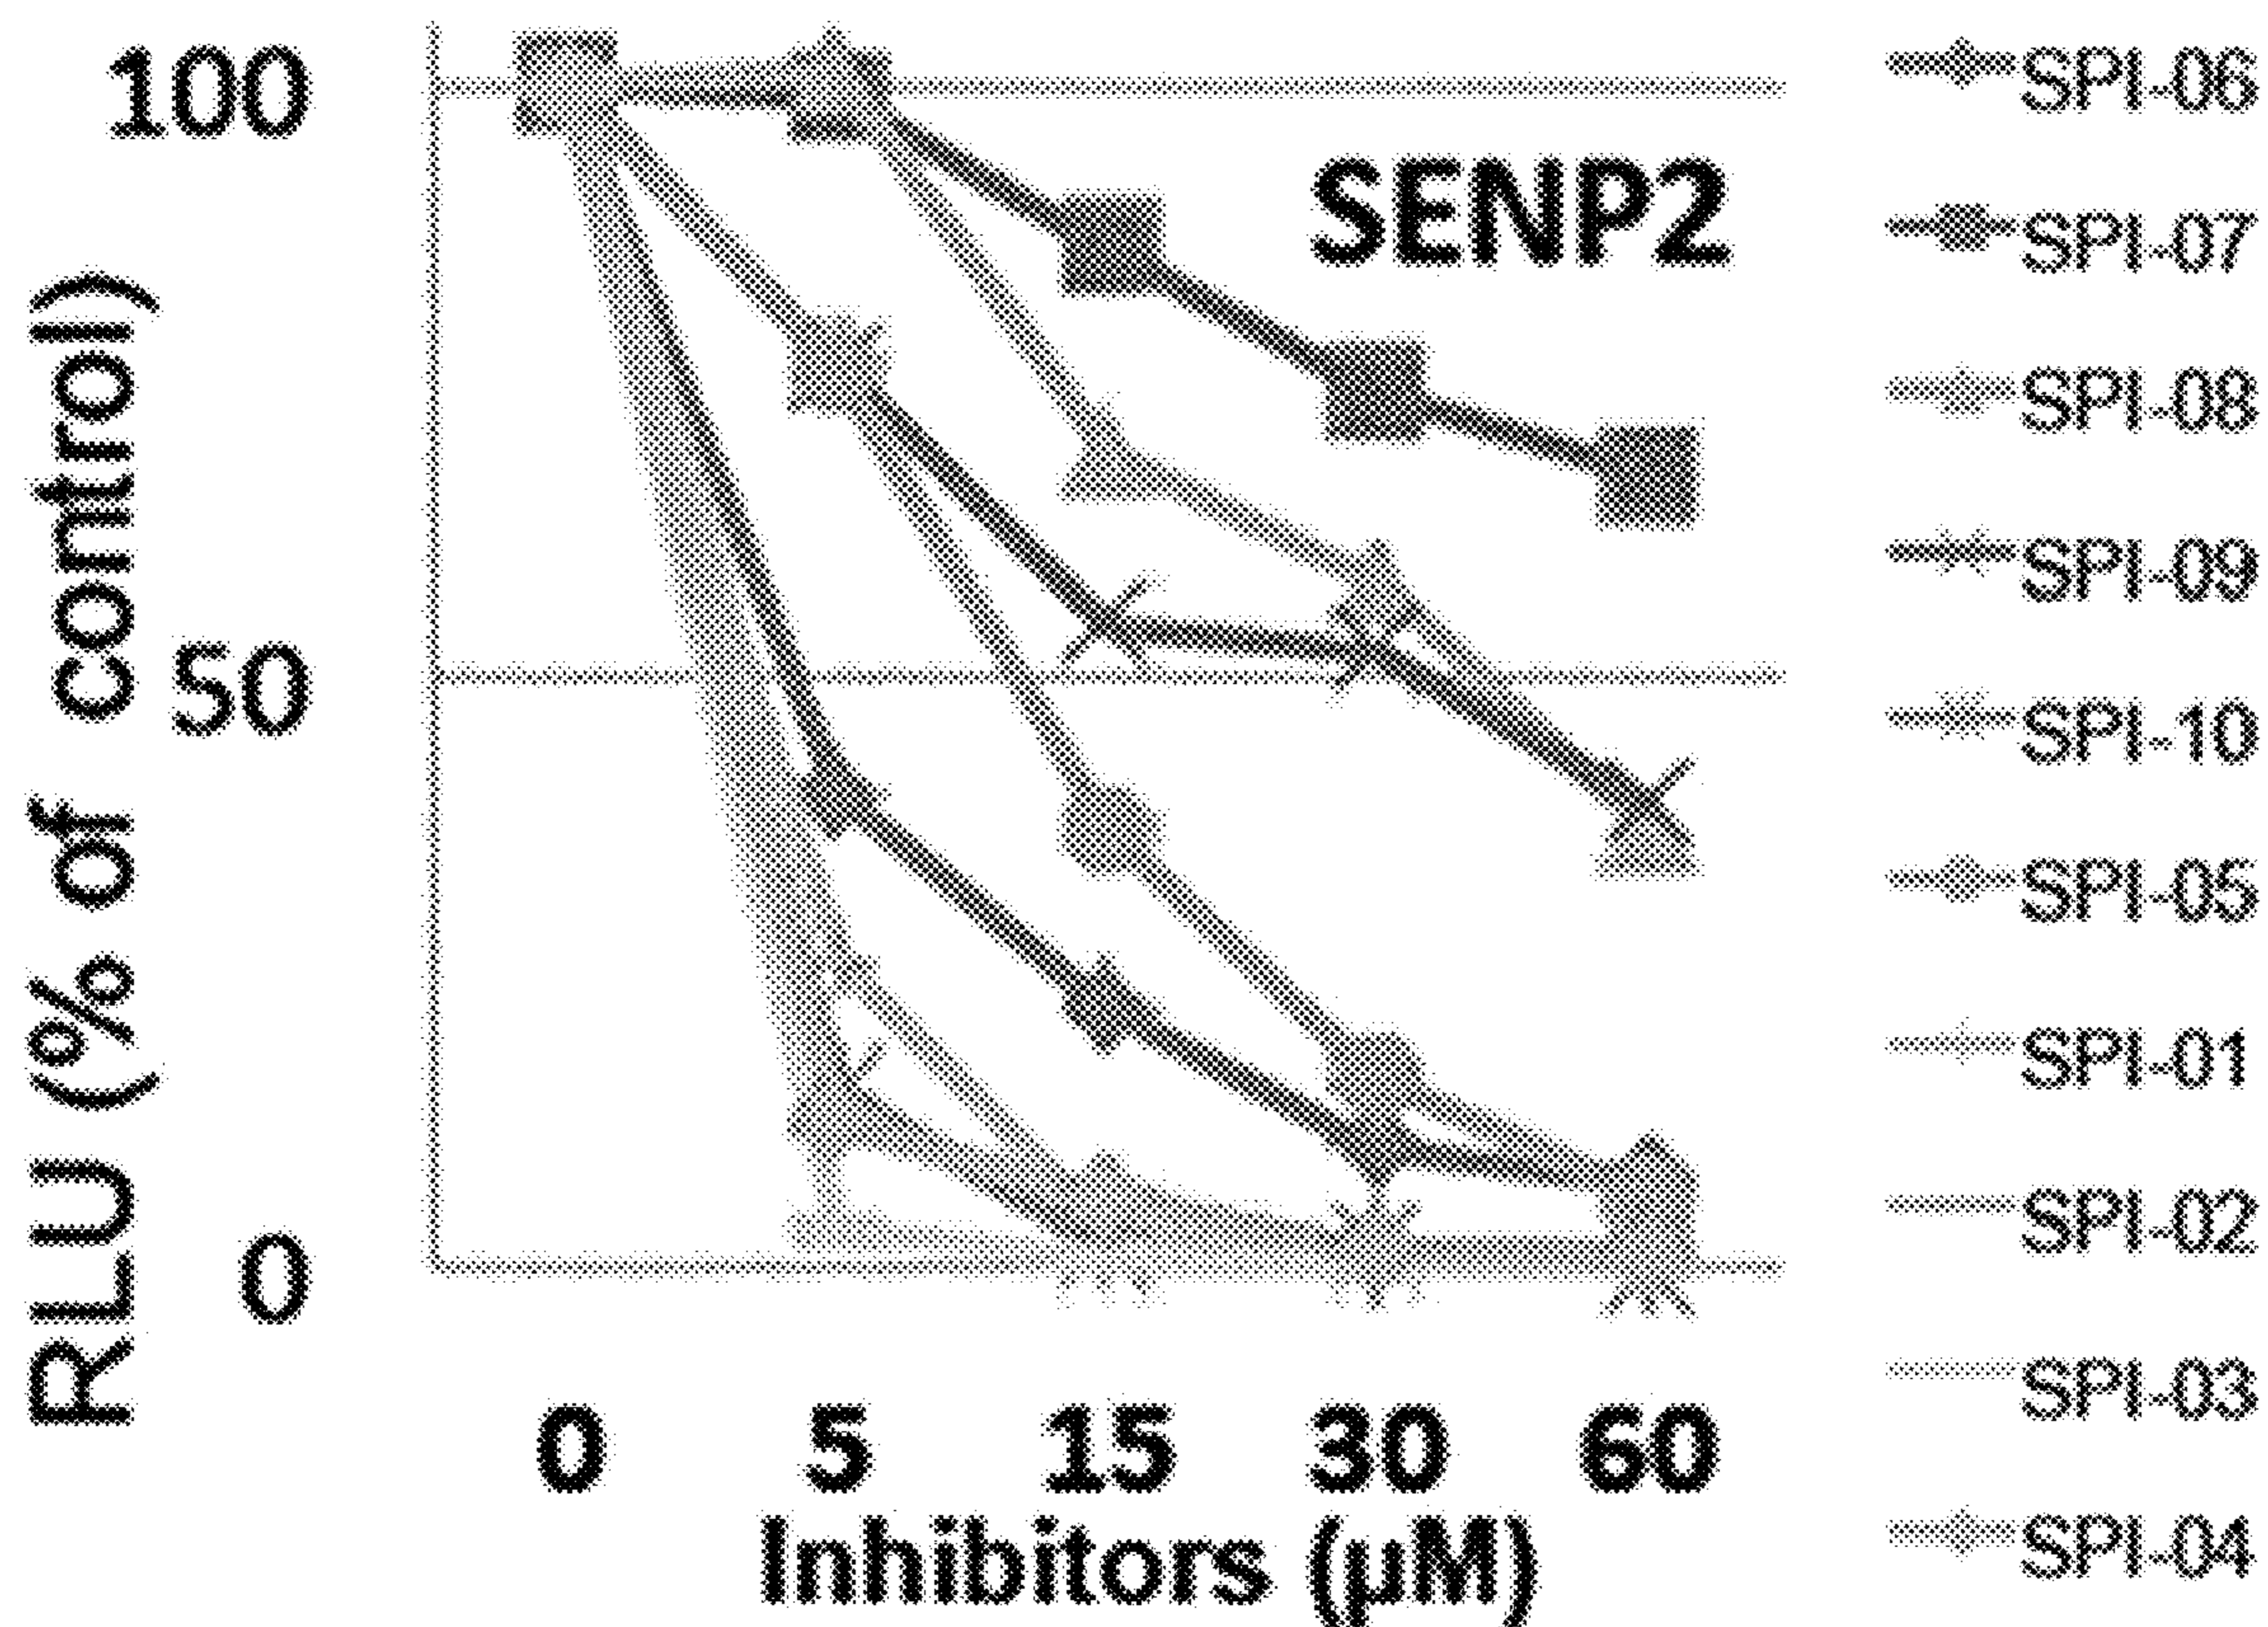 RLU (% of control)
100
50
0
SENP2
0 5 15 30 60
Inhibitors (µM)
SPI-06
SPI-07
SPI-08
SPI-09
SPI-10
SPI-05
SPI-01
SPI-02
SPI-03
SPI-04